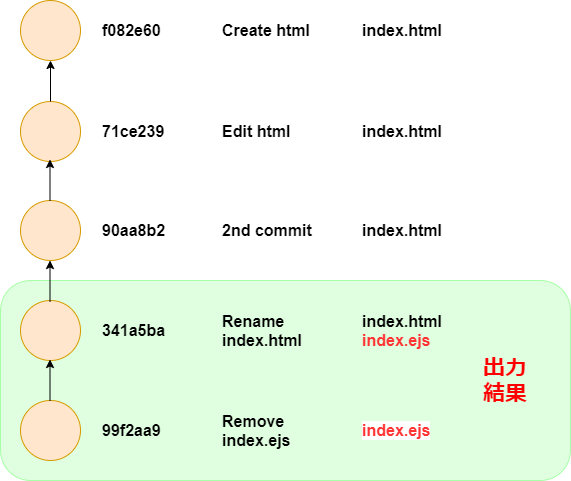 f082e60 Create html index.html
71ce239 Edit html index.html
90aa8b2 2nd commit index.html
341a5ba Rename index.html
index.html index.ejs
出力
結果
99f2aa9 Remove index.ejs
index.ejs